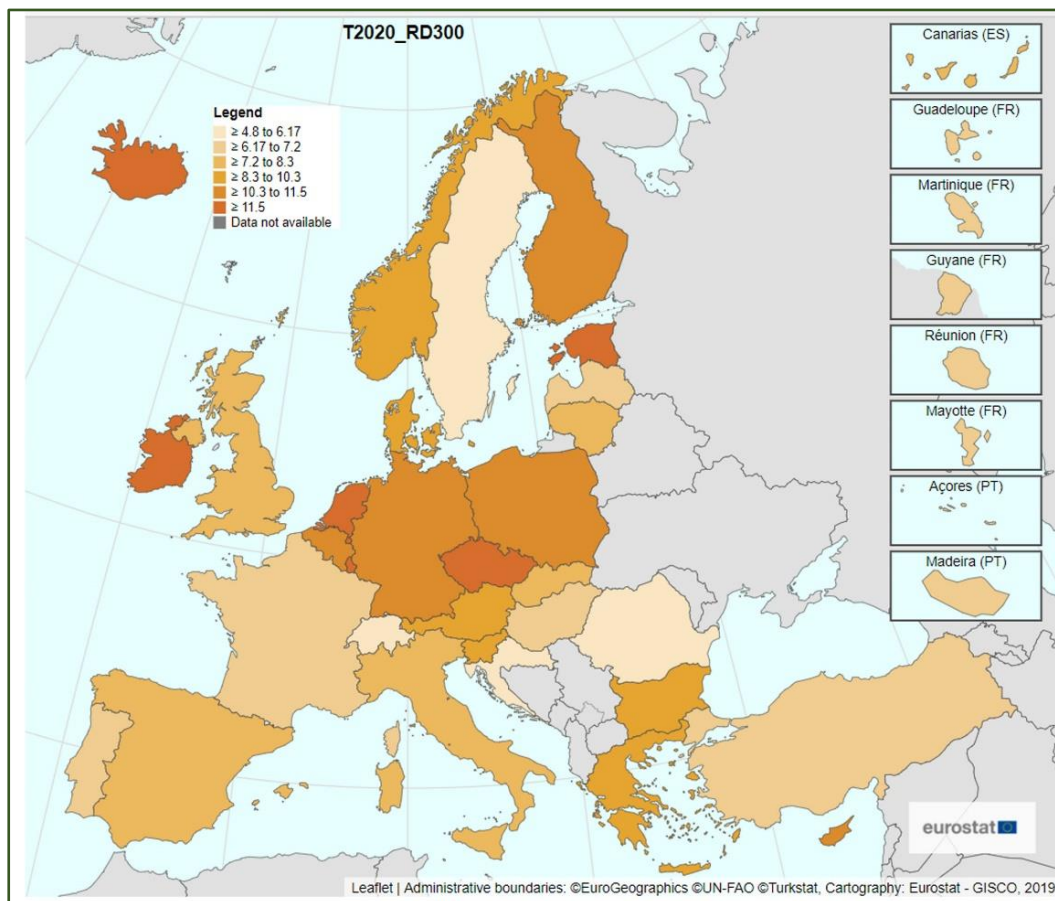 T2020_RD300
Legend
≥ 4.8 to 6.17
≥ 6.17 to 7.2
≥ 7.2 to 8.3
≥ 8.3 to 10.3
≥ 10.3 to 11.5
≥ 11.5
Data not available
Canarias (ES)
Guadeloupe (FR)
Martinique (FR)
Guyane (FR)
Réunion (FR)
Mayotte (FR)
Açores (PT)
Madeira (PT)
eurostat
Leaflet | Administrative boundaries: ©EuroGeographics ©UN-FAO ©Turkstat, Cartography: Eurostat - GISCO, 2019